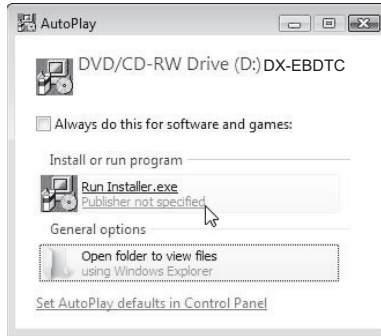 AutoPlay
DVD/CD-RW Drive (D:) DX-EBDTC
Always do this for software and games:
Install or run program
Run Installer.exe
Publisher not specified
General options
Open folder to view files
using Windows Explorer
Set AutoPlay defaults in Control Panel